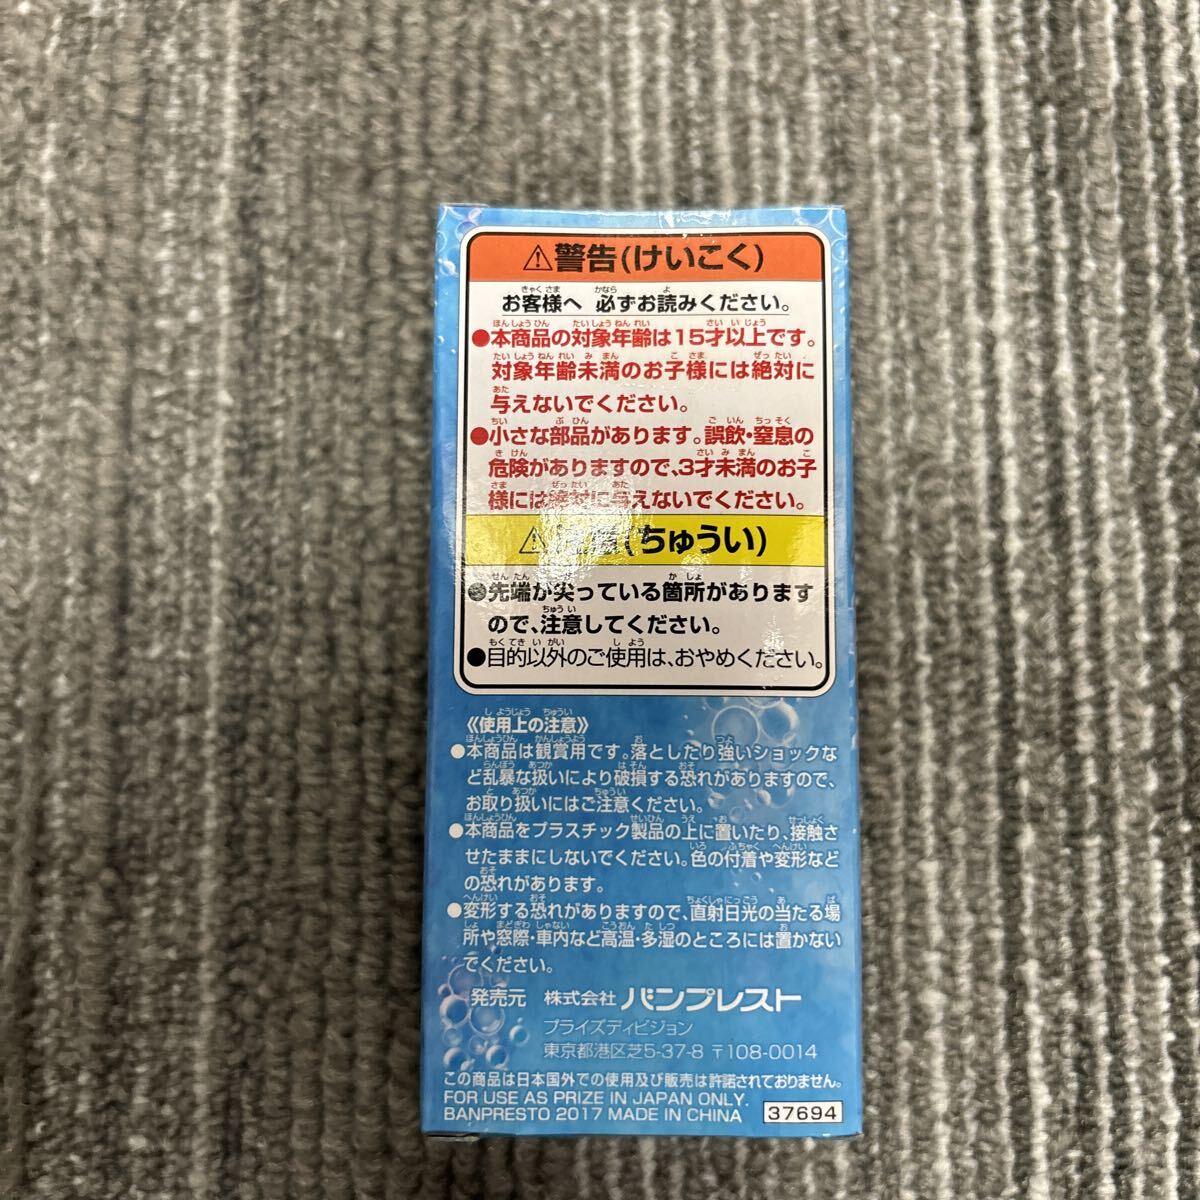 ⚠警告(けいこく)
お客様へ 必ずお読みください。
●本商品の対象年齢は15才以上です。
対象年齢未満のお子様には絶対に
与えないでください。
●小さな部品があります。誤飲・窒息の
危険がありますので、3才未満のお子
様には絶対に与えないでください。
⚠注意(ちゅうい)
●先端が尖っている箇所があります
ので、注意してください。
●目的以外のご使用は、おやめください。
《使用上の注意》
●本商品は観賞用です。落としたり強いショックな
ど乱暴な扱いにより破損する恐れがありますので、
お取り扱いにはご注意ください。
●本商品をプラスチック製品の上に置いたり、接触さ
せたままにしないでください。色の付着や変形など
の恐れがあります。
●変形する恐れがありますので、直射日光の当たる場
所や窓際・車内など高温・多湿のところには置かない
でください。
発売元 株式会社 バンプレスト
プライズディビジョン
東京都港区芝5-37-8 〒108-0014
この商品は日本国外での使用及び販売は許諾されておりません。
FOR USE AS PRIZE IN JAPAN ONLY.
BANPRESTO 2017 MADE IN CHINA 37694